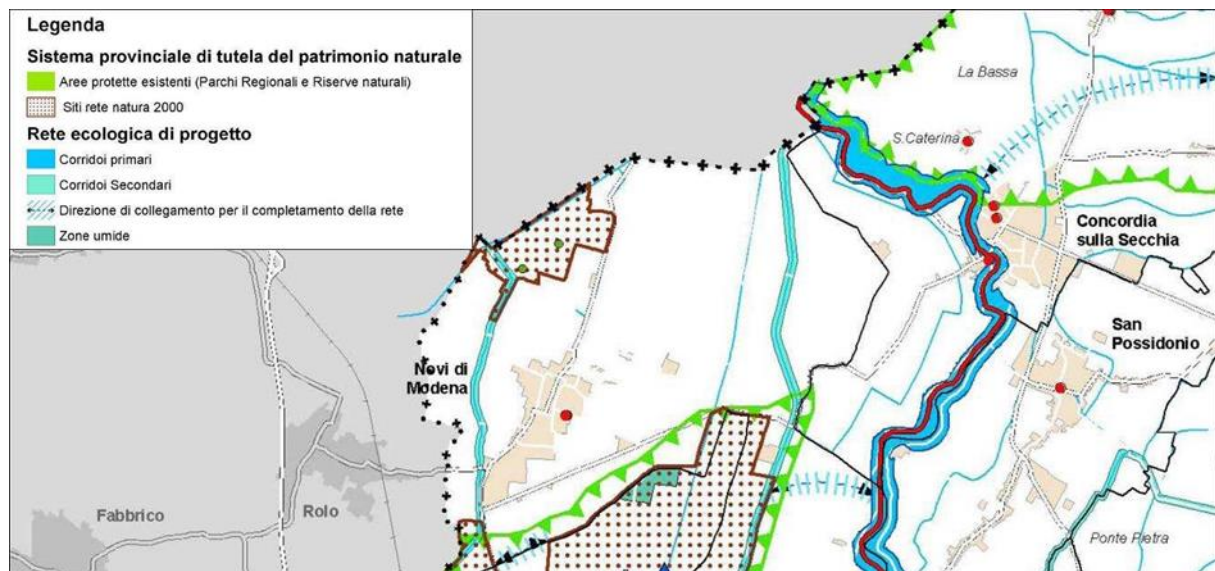 Legenda
Sistema provinciale di tutela del patrimonio naturale
Aree protette esistenti (Parchi Regionali e Riserve naturali)
Siti rete natura 2000
Rete ecologica di progetto
Corridoi primari
Corridoi Secondari
Direzione di collegamento per il completamento della rete
Zone umide
La Bassa
S.Caterina
Concordia
sulla Secchia
San
Possidonio
Novi di
Modena
Fabbrico
Rolo
Ponte Pietra